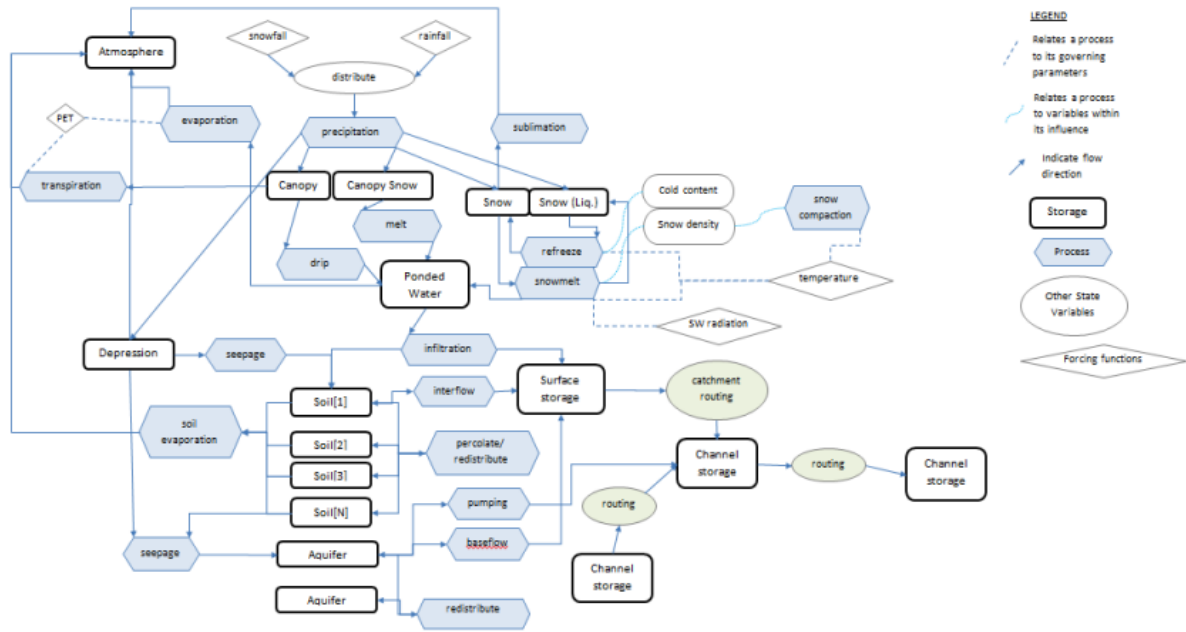 snowfall
rainfall
LEGEND
Atmosphere
Relates a process
to its governing
parameters
distribute
PET
evaporation
precipitation
sublimation
Relates a process
to variables within
its influence
Indicate flow
direction
transpiration
Canopy
Canopy Snow
Snow
Snow (Liq.)
Cold content
Snow density
snow
compaction
Storage
melt
refreeze
Process
drip
Ponded
Water
snowmelt
temperature
Other State
Variables
SW radiation
Depression
seepage
infiltration
Forcing functions
Surface
storage
catchment
routing
Soil[1]
interflow
soil
evaporation
Soil[2]
percolate/
redistribute
Soil[3]
Channel
storage
routing
Channel
storage
Soil[N]
pumping
routing
seepage
Aquifer
baseflow
Channel
storage
Aquifer
redistribute